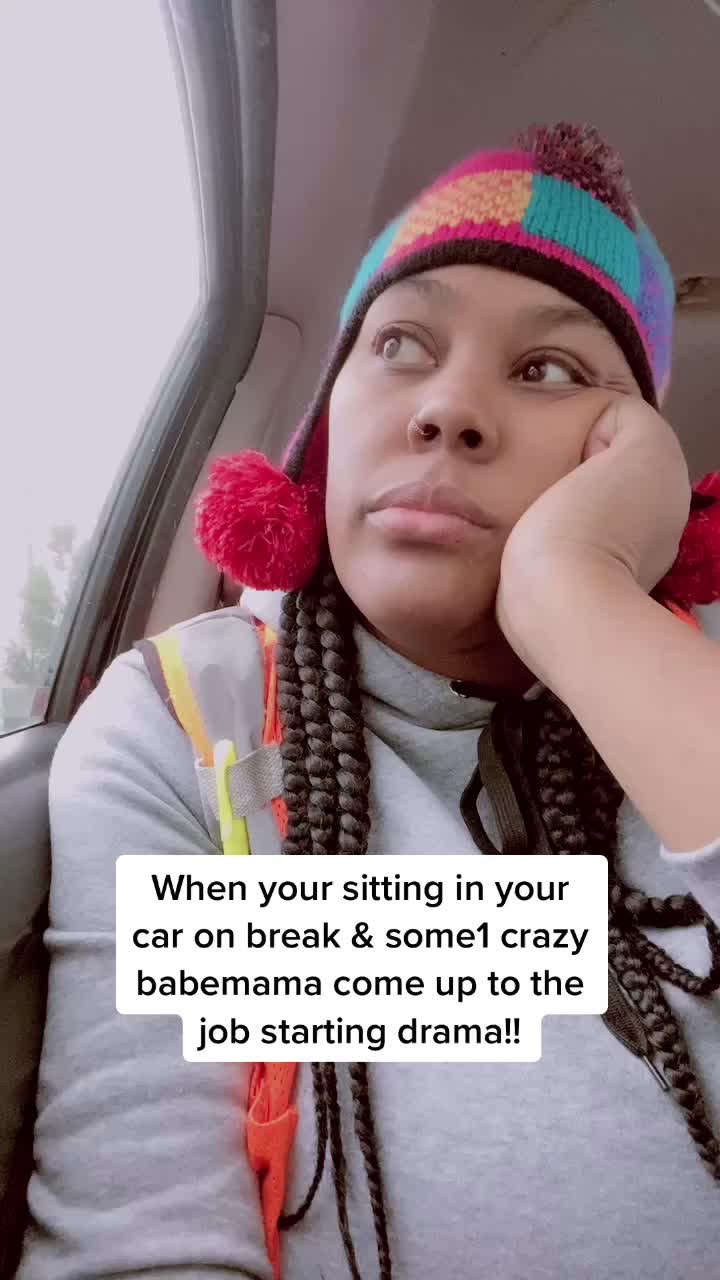 When your sitting in your
car on break & some1 crazy
babemama come up to the
job starting drama!!